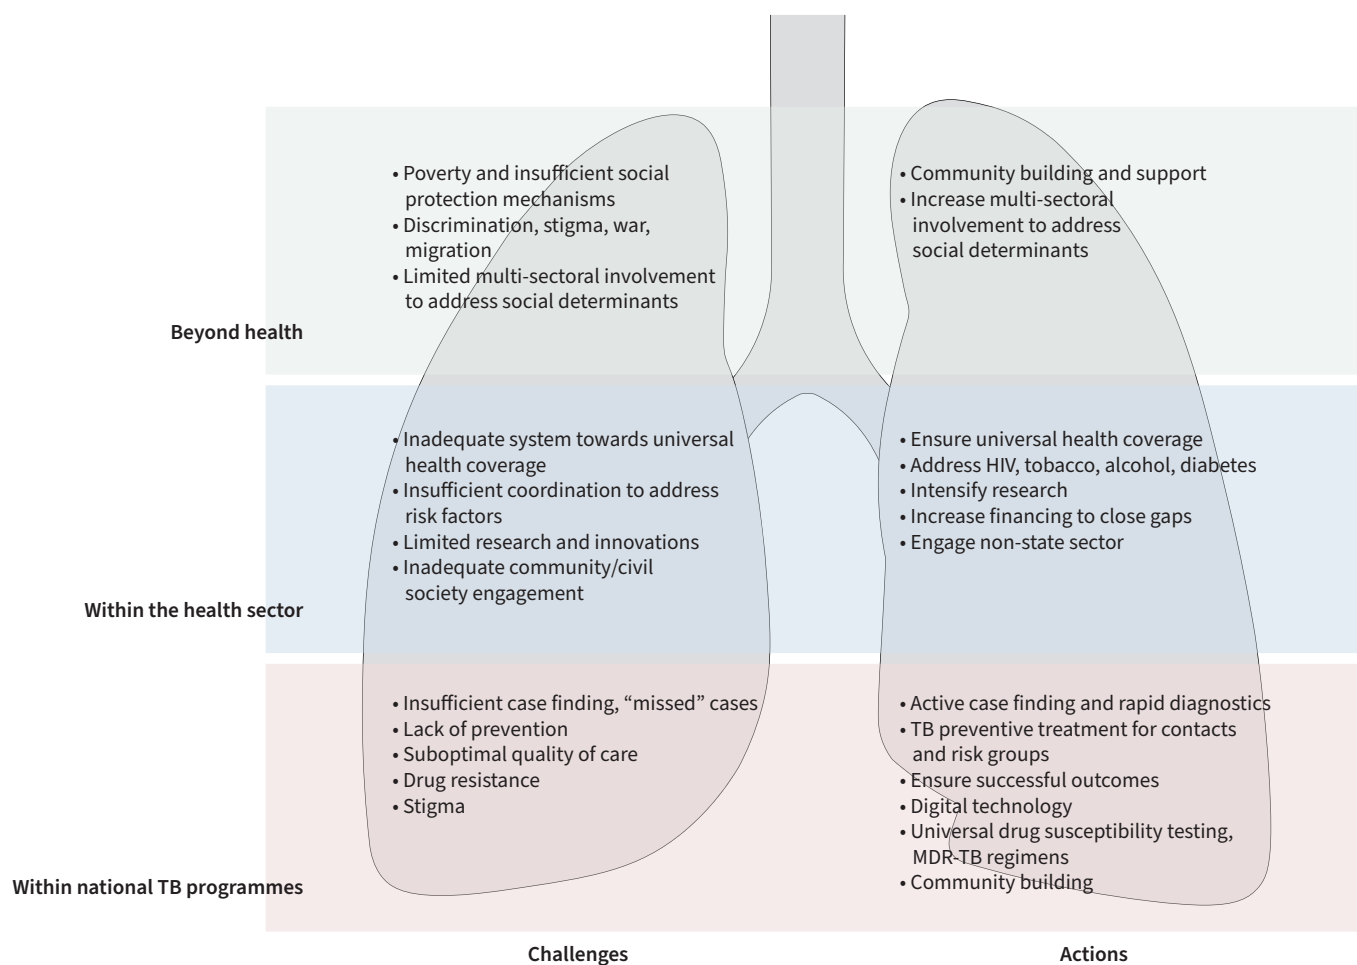 • Poverty and insufficient social
protection mechanisms
• Discrimination, stigma, war,
migration
• Limited multi-sectoral involvement
to address social determinants
• Community building and support
• Increase multi-sectoral
involvement to address
social determinants
Beyond health
• Inadequate system towards universal
health coverage
• Insufficient coordination to address
risk factors
• Limited research and innovations
• Inadequate community/civil
society engagement
• Ensure universal health coverage
• Address HIV, tobacco, alcohol, diabetes
• Intensify research
• Increase financing to close gaps
• Engage non-state sector
Within the health sector
• Insufficient case finding, “missed” cases
• Lack of prevention
• Suboptimal quality of care
• Drug resistance
• Stigma
• Active case finding and rapid diagnostics
• TB preventive treatment for contacts
and risk groups
• Ensure successful outcomes
• Digital technology
• Universal drug susceptibility testing,
MDR-TB regimens
• Community building
Within national TB programmes
Challenges
Actions